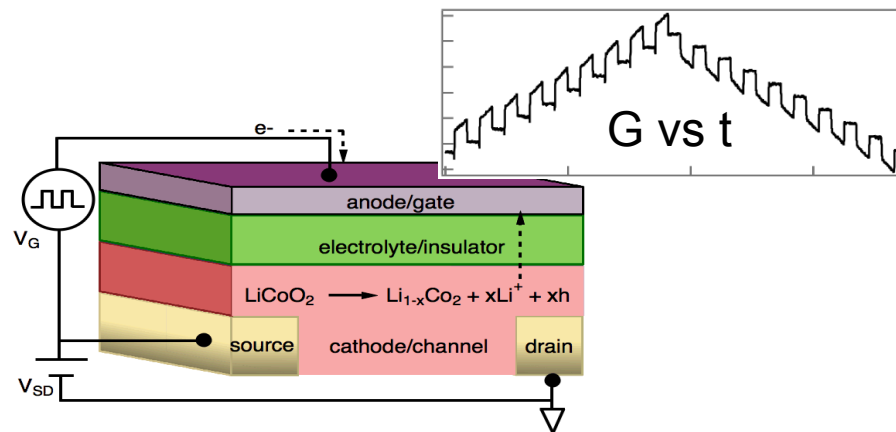 G vs t
e-
anode/gate
V_G
electrolyte/insulator
LiCoO₂ → Li₁₋ₓCo₂ + xLi⁺ + xh
source cathode/channel drain
V_SD